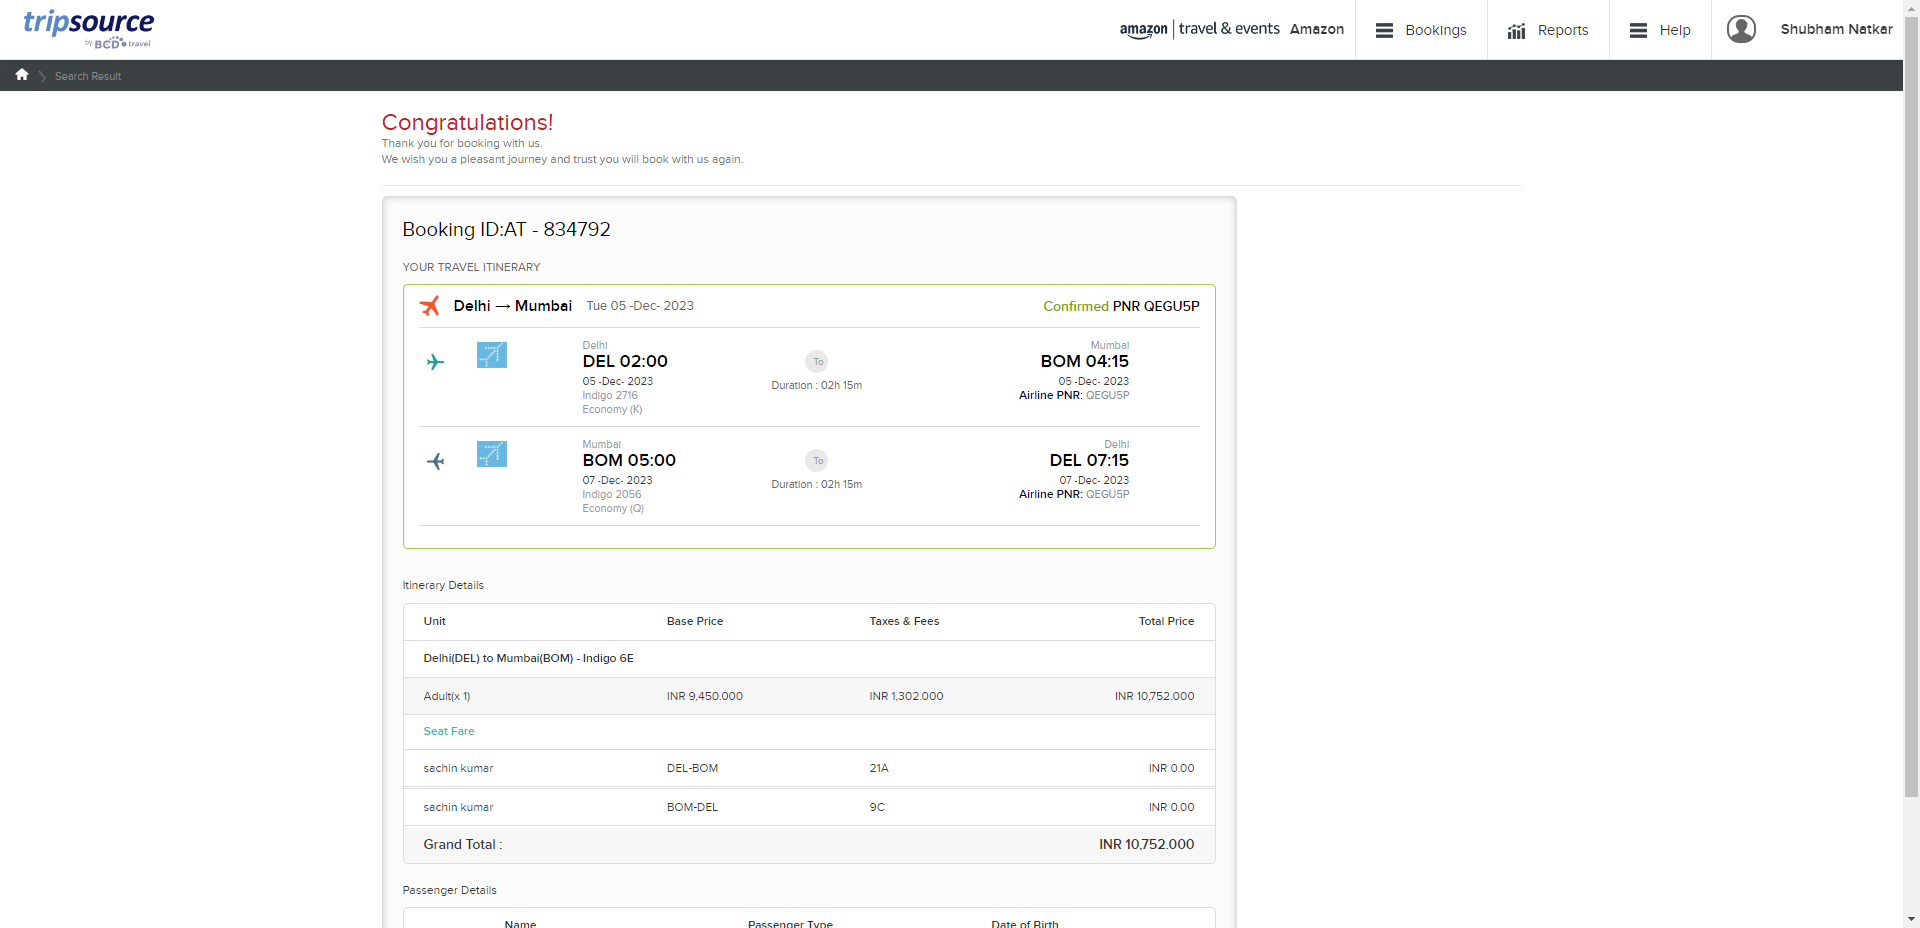 tripsource
by BCD travel
amazon | travel & events Amazon
Bookings
Reports
Help
Shubham Natkar
Search Result
Congratulations!
Thank you for booking with us.
We wish you a pleasant journey and trust you will book with us again.
Booking ID:AT - 834792
YOUR TRAVEL ITINERARY
Delhi → Mumbai Tue 05 -Dec- 2023 Confirmed PNR QEGU5P
Delhi Mumbai
DEL 02:00 To BOM 04:15
05 -Dec- 2023 Duration : 02h 15m 05 -Dec- 2023
Indigo 2716 Airline PNR: QEGU5P
Economy (K)
Mumbai Delhi
BOM 05:00 To DEL 07:15
07 -Dec- 2023 Duration : 02h 15m 07 -Dec- 2023
Indigo 2056 Airline PNR: QEGU5P
Economy (Q)
Itinerary Details
Unit Base Price Taxes & Fees Total Price
Delhi(DEL) to Mumbai(BOM) - Indigo 6E
Adult(x 1) INR 9,450.000 INR 1,302.000 INR 10,752.000
Seat Fare
sachin kumar DEL-BOM 21A INR 0.00
sachin kumar BOM-DEL 9C INR 0.00
Grand Total : INR 10,752.000
Passenger Details
Name Passenger Type Date of Birth